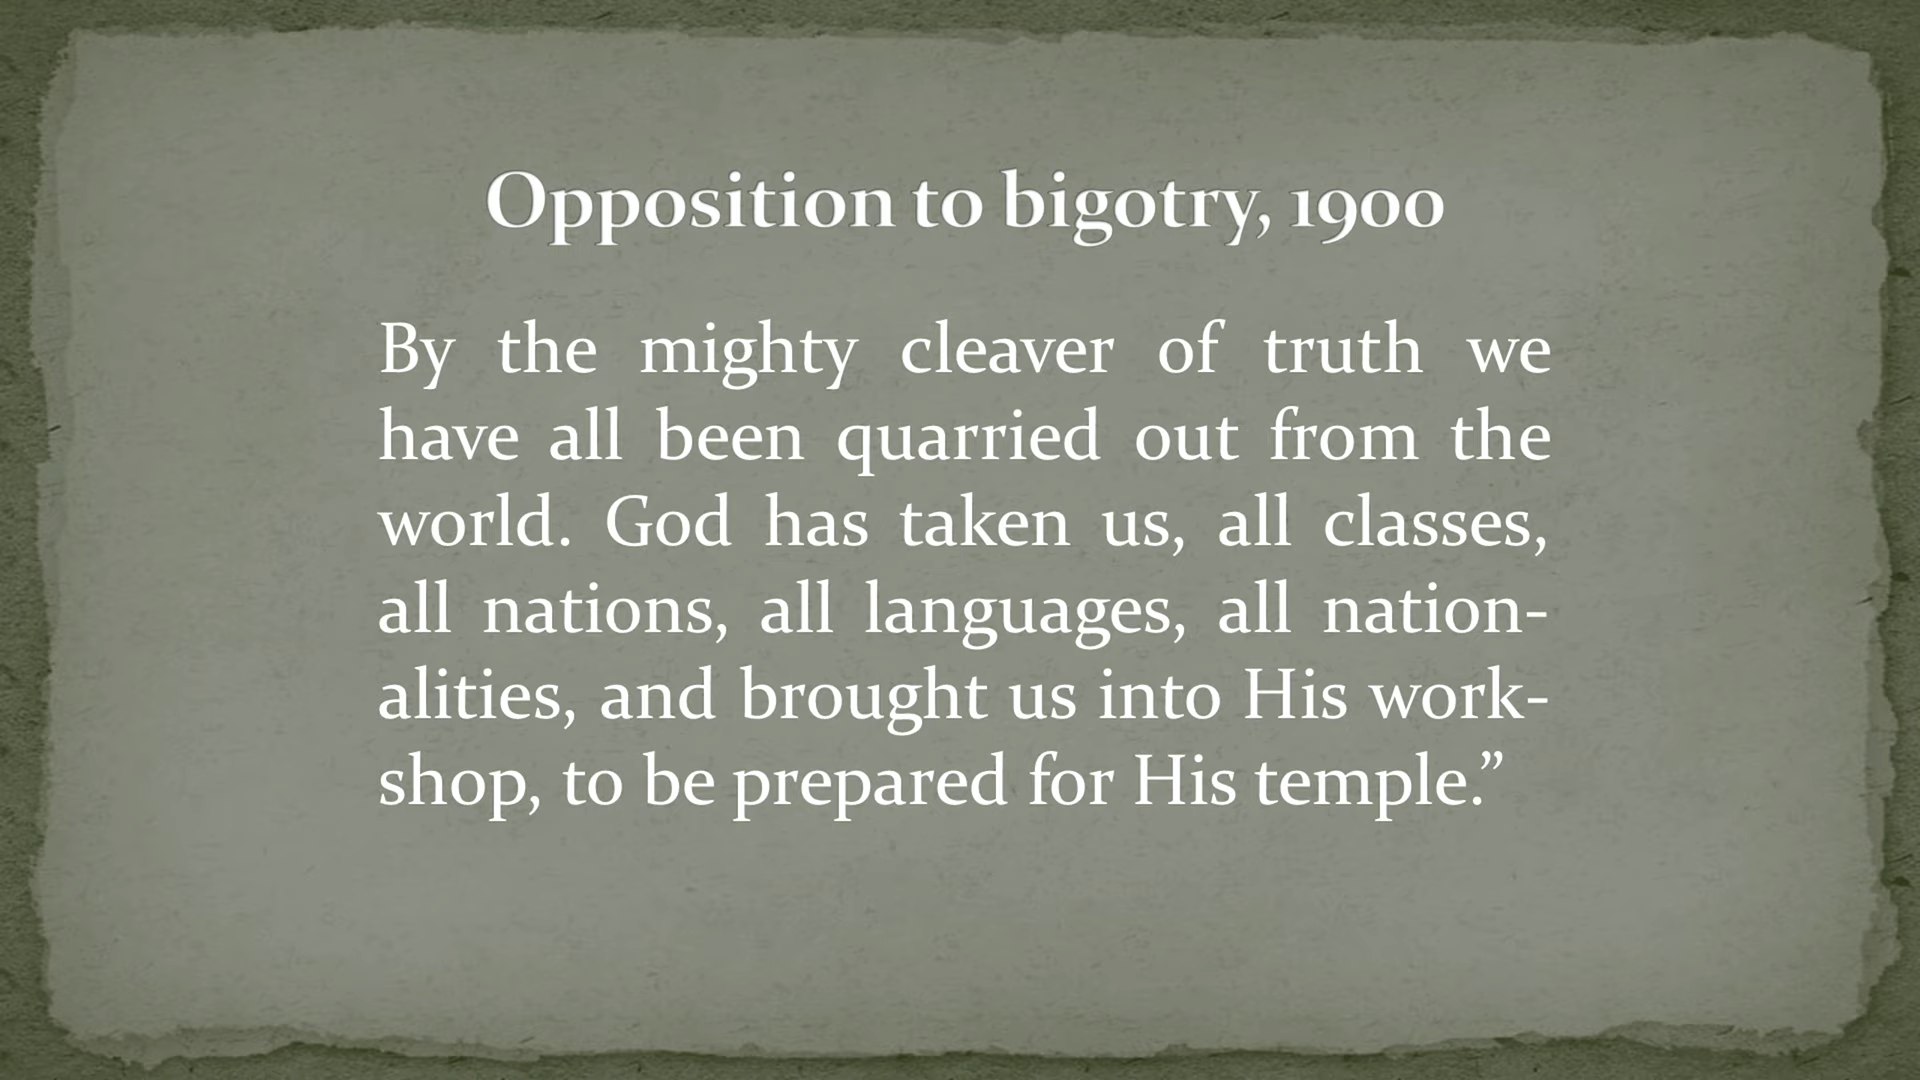 Opposition to bigotry, 1900
By the mighty cleaver of truth we
have all been quarried out from the
world. God has taken us, all classes,
all nations, all languages, all nation-
alities, and brought us into His work-
shop, to be prepared for His temple.”